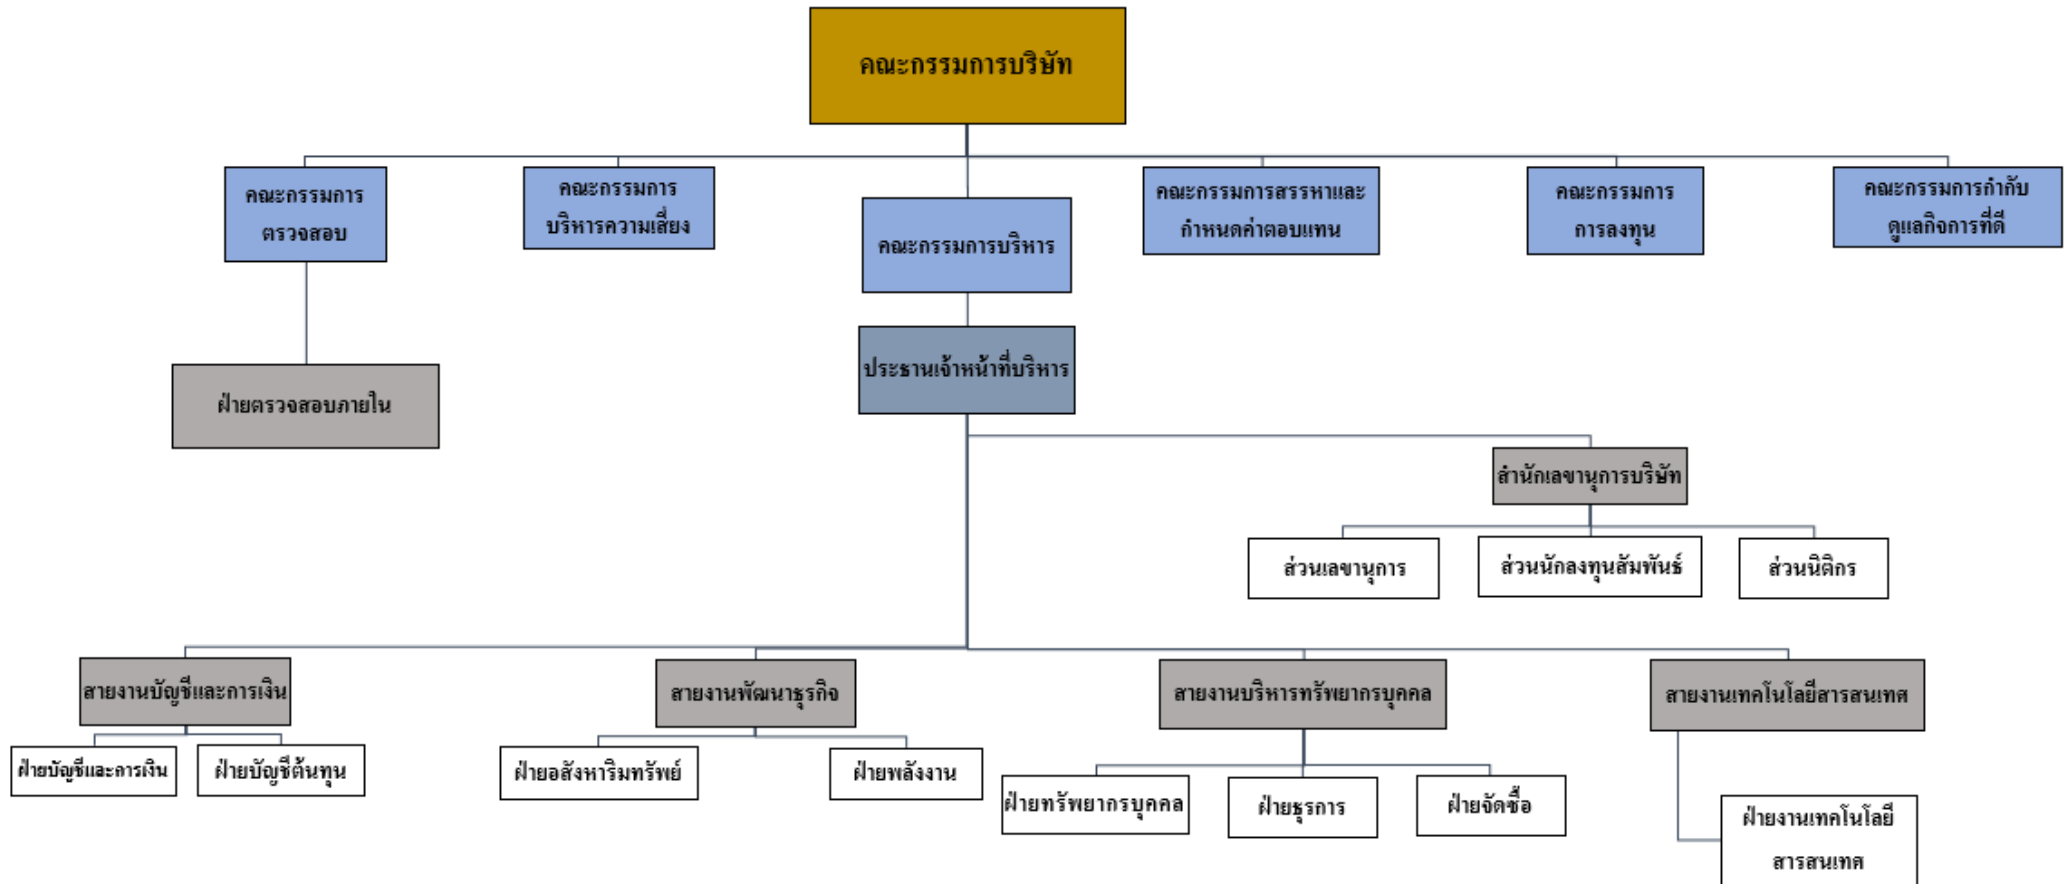 คณะกรรมการบริษัท
คณะกรรมการ
ตรวจสอบ
คณะกรรมการ
บริหารความเสี่ยง
คณะกรรมการบริหาร
คณะกรรมการสรรหาและ
กำหนดค่าตอบแทน
คณะกรรมการ
การลงทุน
คณะกรรมการกำกับ
ดูแลกิจการที่ดี
ประธานเจ้าหน้าที่บริหาร
ฝ่ายตรวจสอบภายใน
สำนักเลขานุการบริษัท
ส่วนเลขานุการ
ส่วนนักลงทุนสัมพันธ์
ส่วนนิติกร
สายงานบัญชีและการเงิน
สายงานพัฒนาธุรกิจ
สายงานบริหารทรัพยากรบุคคล
สายงานเทคโนโลยีสารสนเทศ
ฝ่ายบัญชีและการเงิน
ฝ่ายบัญชีต้นทุน
ฝ่ายอสังหาริมทรัพย์
ฝ่ายพลังงาน
ฝ่ายทรัพยากรบุคคล
ฝ่ายธุรการ
ฝ่ายจัดซื้อ
ฝ่ายงานเทคโนโลยี
สารสนเทศ